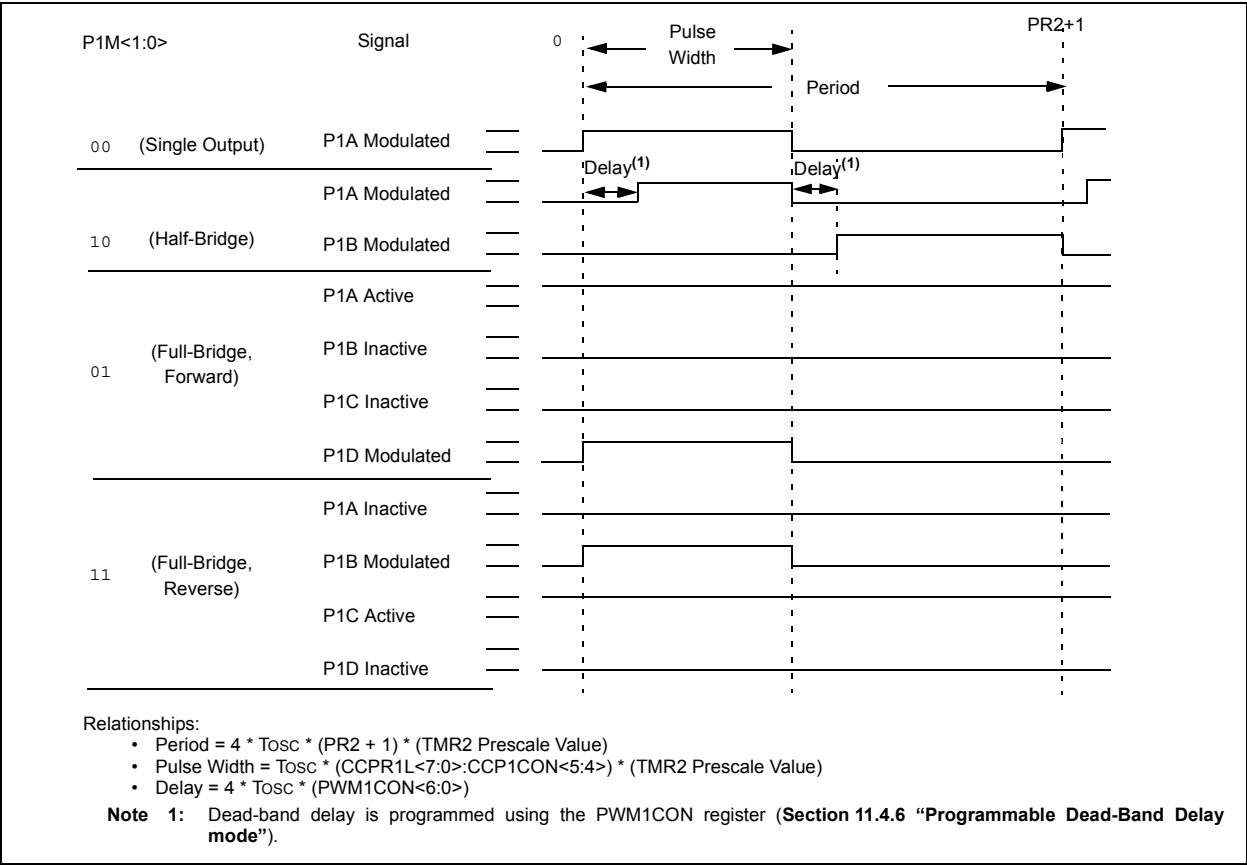 P1M<1:0> Signal 0 Pulse Width PR2+1
Period
00 (Single Output) P1A Modulated
Delay(1) Delay(1)
P1A Modulated
10 (Half-Bridge) P1B Modulated
P1A Active
01 (Full-Bridge, Forward) P1B Inactive
P1C Inactive
P1D Modulated
P1A Inactive
11 (Full-Bridge, Reverse) P1B Modulated
P1C Active
P1D Inactive
Relationships:
• Period = 4 * TOSC * (PR2 + 1) * (TMR2 Prescale Value)
• Pulse Width = TOSC * (CCPR1L<7:0>:CCP1CON<5:4>) * (TMR2 Prescale Value)
• Delay = 4 * TOSC * (PWM1CON<6:0>)
Note 1: Dead-band delay is programmed using the PWM1CON register (Section 11.4.6 “Programmable Dead-Band Delay
mode”).